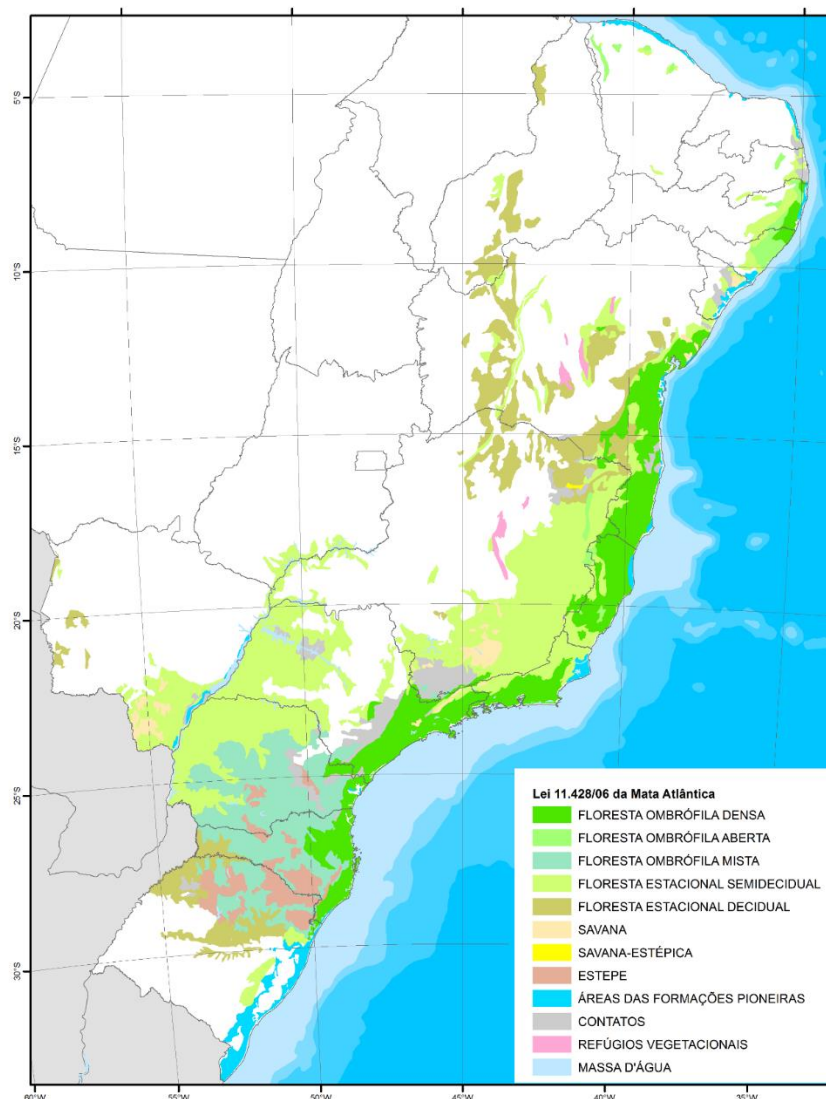 5°S
10°S
15°S
20°S
25°S
30°S
Lei 11.428/06 da Mata Atlântica
FLORESTA OMBRÓFILA DENSA
FLORESTA OMBRÓFILA ABERTA
FLORESTA OMBRÓFILA MISTA
FLORESTA ESTACIONAL SEMIDECIDUAL
FLORESTA ESTACIONAL DECIDUAL
SAVANA
SAVANA-ESTÉPICA
ESTEPE
ÁREAS DAS FORMAÇÕES PIONEIRAS
CONTATOS
REFÚGIOS VEGETACIONAIS
MASSA D'ÁGUA
60°W 55°W 50°W 45°W 40°W 35°W